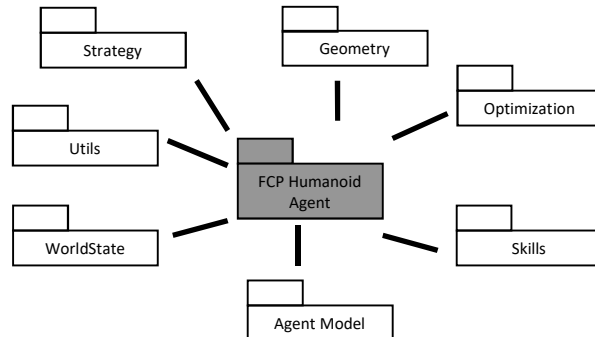 Strategy
Geometry
Optimization
Utils
FCP Humanoid
Agent
WorldState
Skills
Agent Model